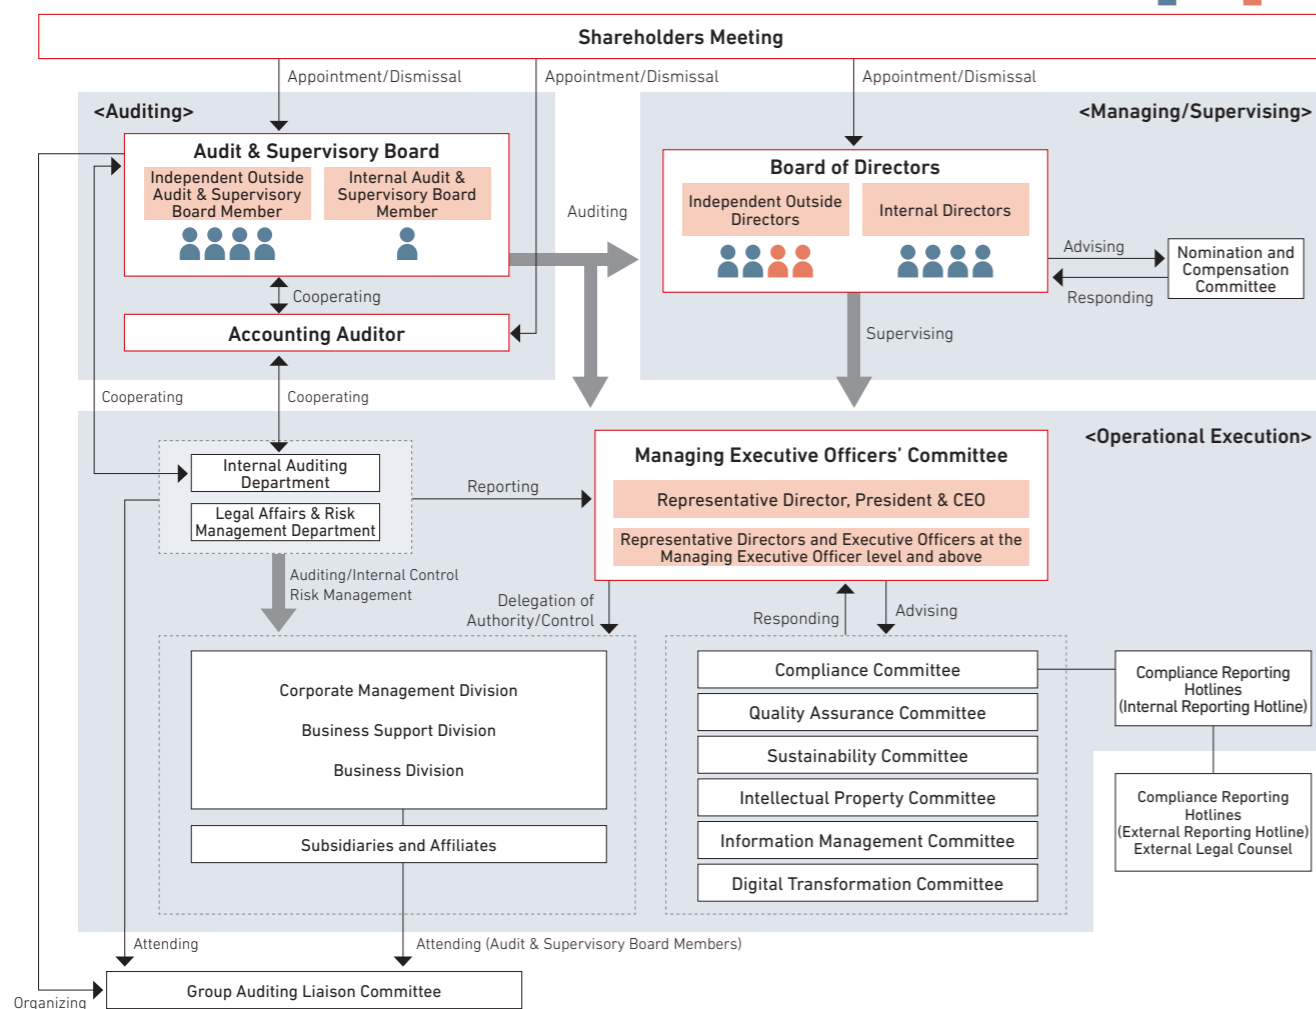 Shareholders Meeting
Appointment/Dismissal
Appointment/Dismissal
Appointment/Dismissal
<Auditing>
<Managing/Supervising>
Audit & Supervisory Board
Independent Outside
Audit & Supervisory
Board Member
Internal Audit &
Supervisory Board
Member
Auditing
Board of Directors
Independent Outside
Directors
Internal Directors
Advising
Responding
Nomination and
Compensation
Committee
Cooperating
Accounting Auditor
Supervising
Cooperating
Cooperating
<Operational Execution>
Internal Auditing
Department
Legal Affairs & Risk
Management Department
Reporting
Managing Executive Officers’ Committee
Representative Director, President & CEO
Representative Directors and Executive Officers at the
Managing Executive Officer level and above
Auditing/Internal Control
Risk Management
Delegation of
Authority/Control
Responding
Advising
Corporate Management Division
Business Support Division
Business Division
Subsidiaries and Affiliates
Compliance Committee
Quality Assurance Committee
Sustainability Committee
Intellectual Property Committee
Information Management Committee
Digital Transformation Committee
Compliance Reporting
Hotlines
(Internal Reporting Hotline)
Compliance Reporting
Hotlines
(External Reporting Hotline)
External Legal Counsel
Attending
Attending (Audit & Supervisory Board Members)
Organizing
Group Auditing Liaison Committee